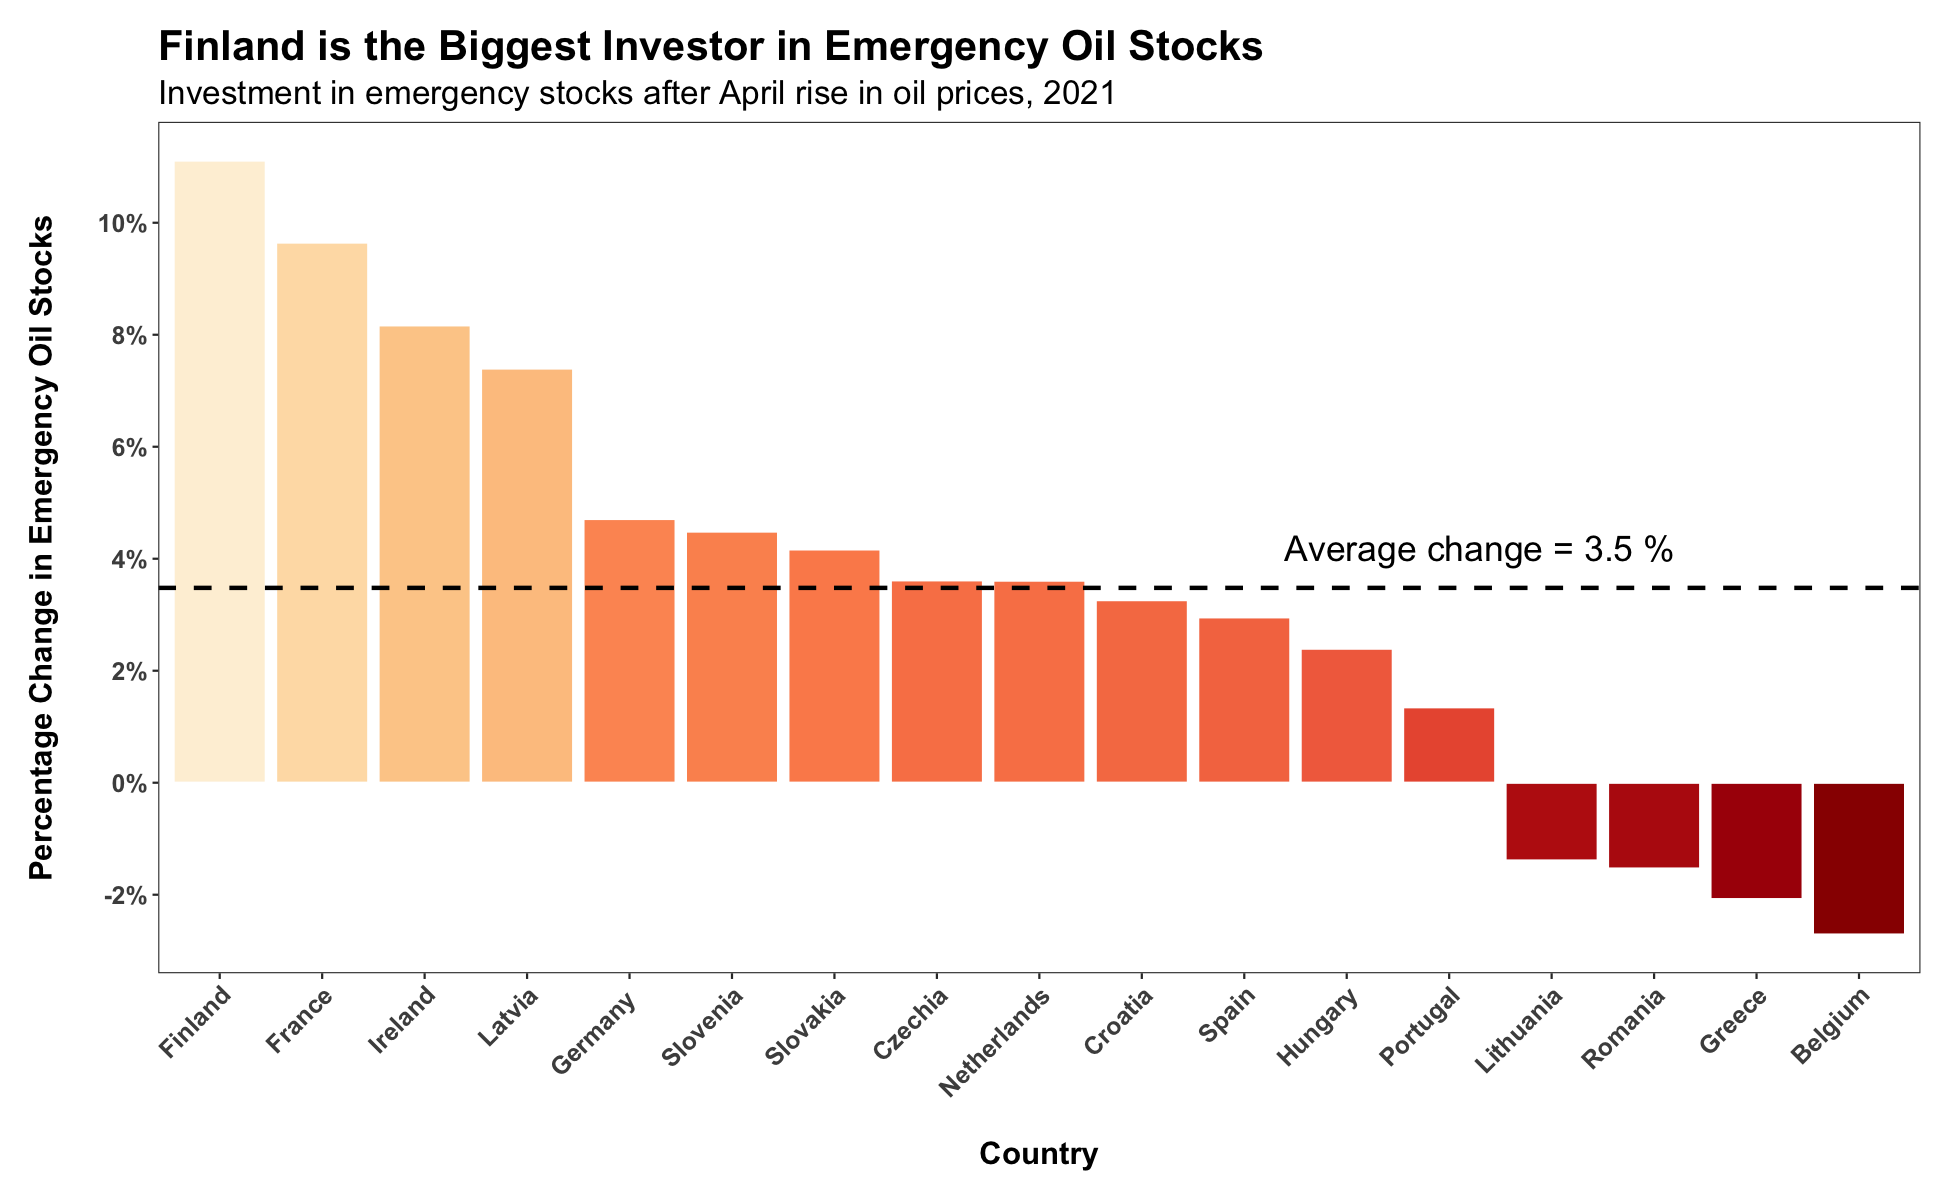 Finland is the Biggest Investor in Emergency Oil Stocks
Investment in emergency stocks after April rise in oil prices, 2021
Percentage Change in Emergency Oil Stocks
10%
8%
6%
4%
2%
0%
-2%
Average change = 3.5 %
Finland
France
Ireland
Latvia
Germany
Slovenia
Slovakia
Czechia
Netherlands
Croatia
Spain
Hungary
Portugal
Lithuania
Romania
Greece
Belgium
Country